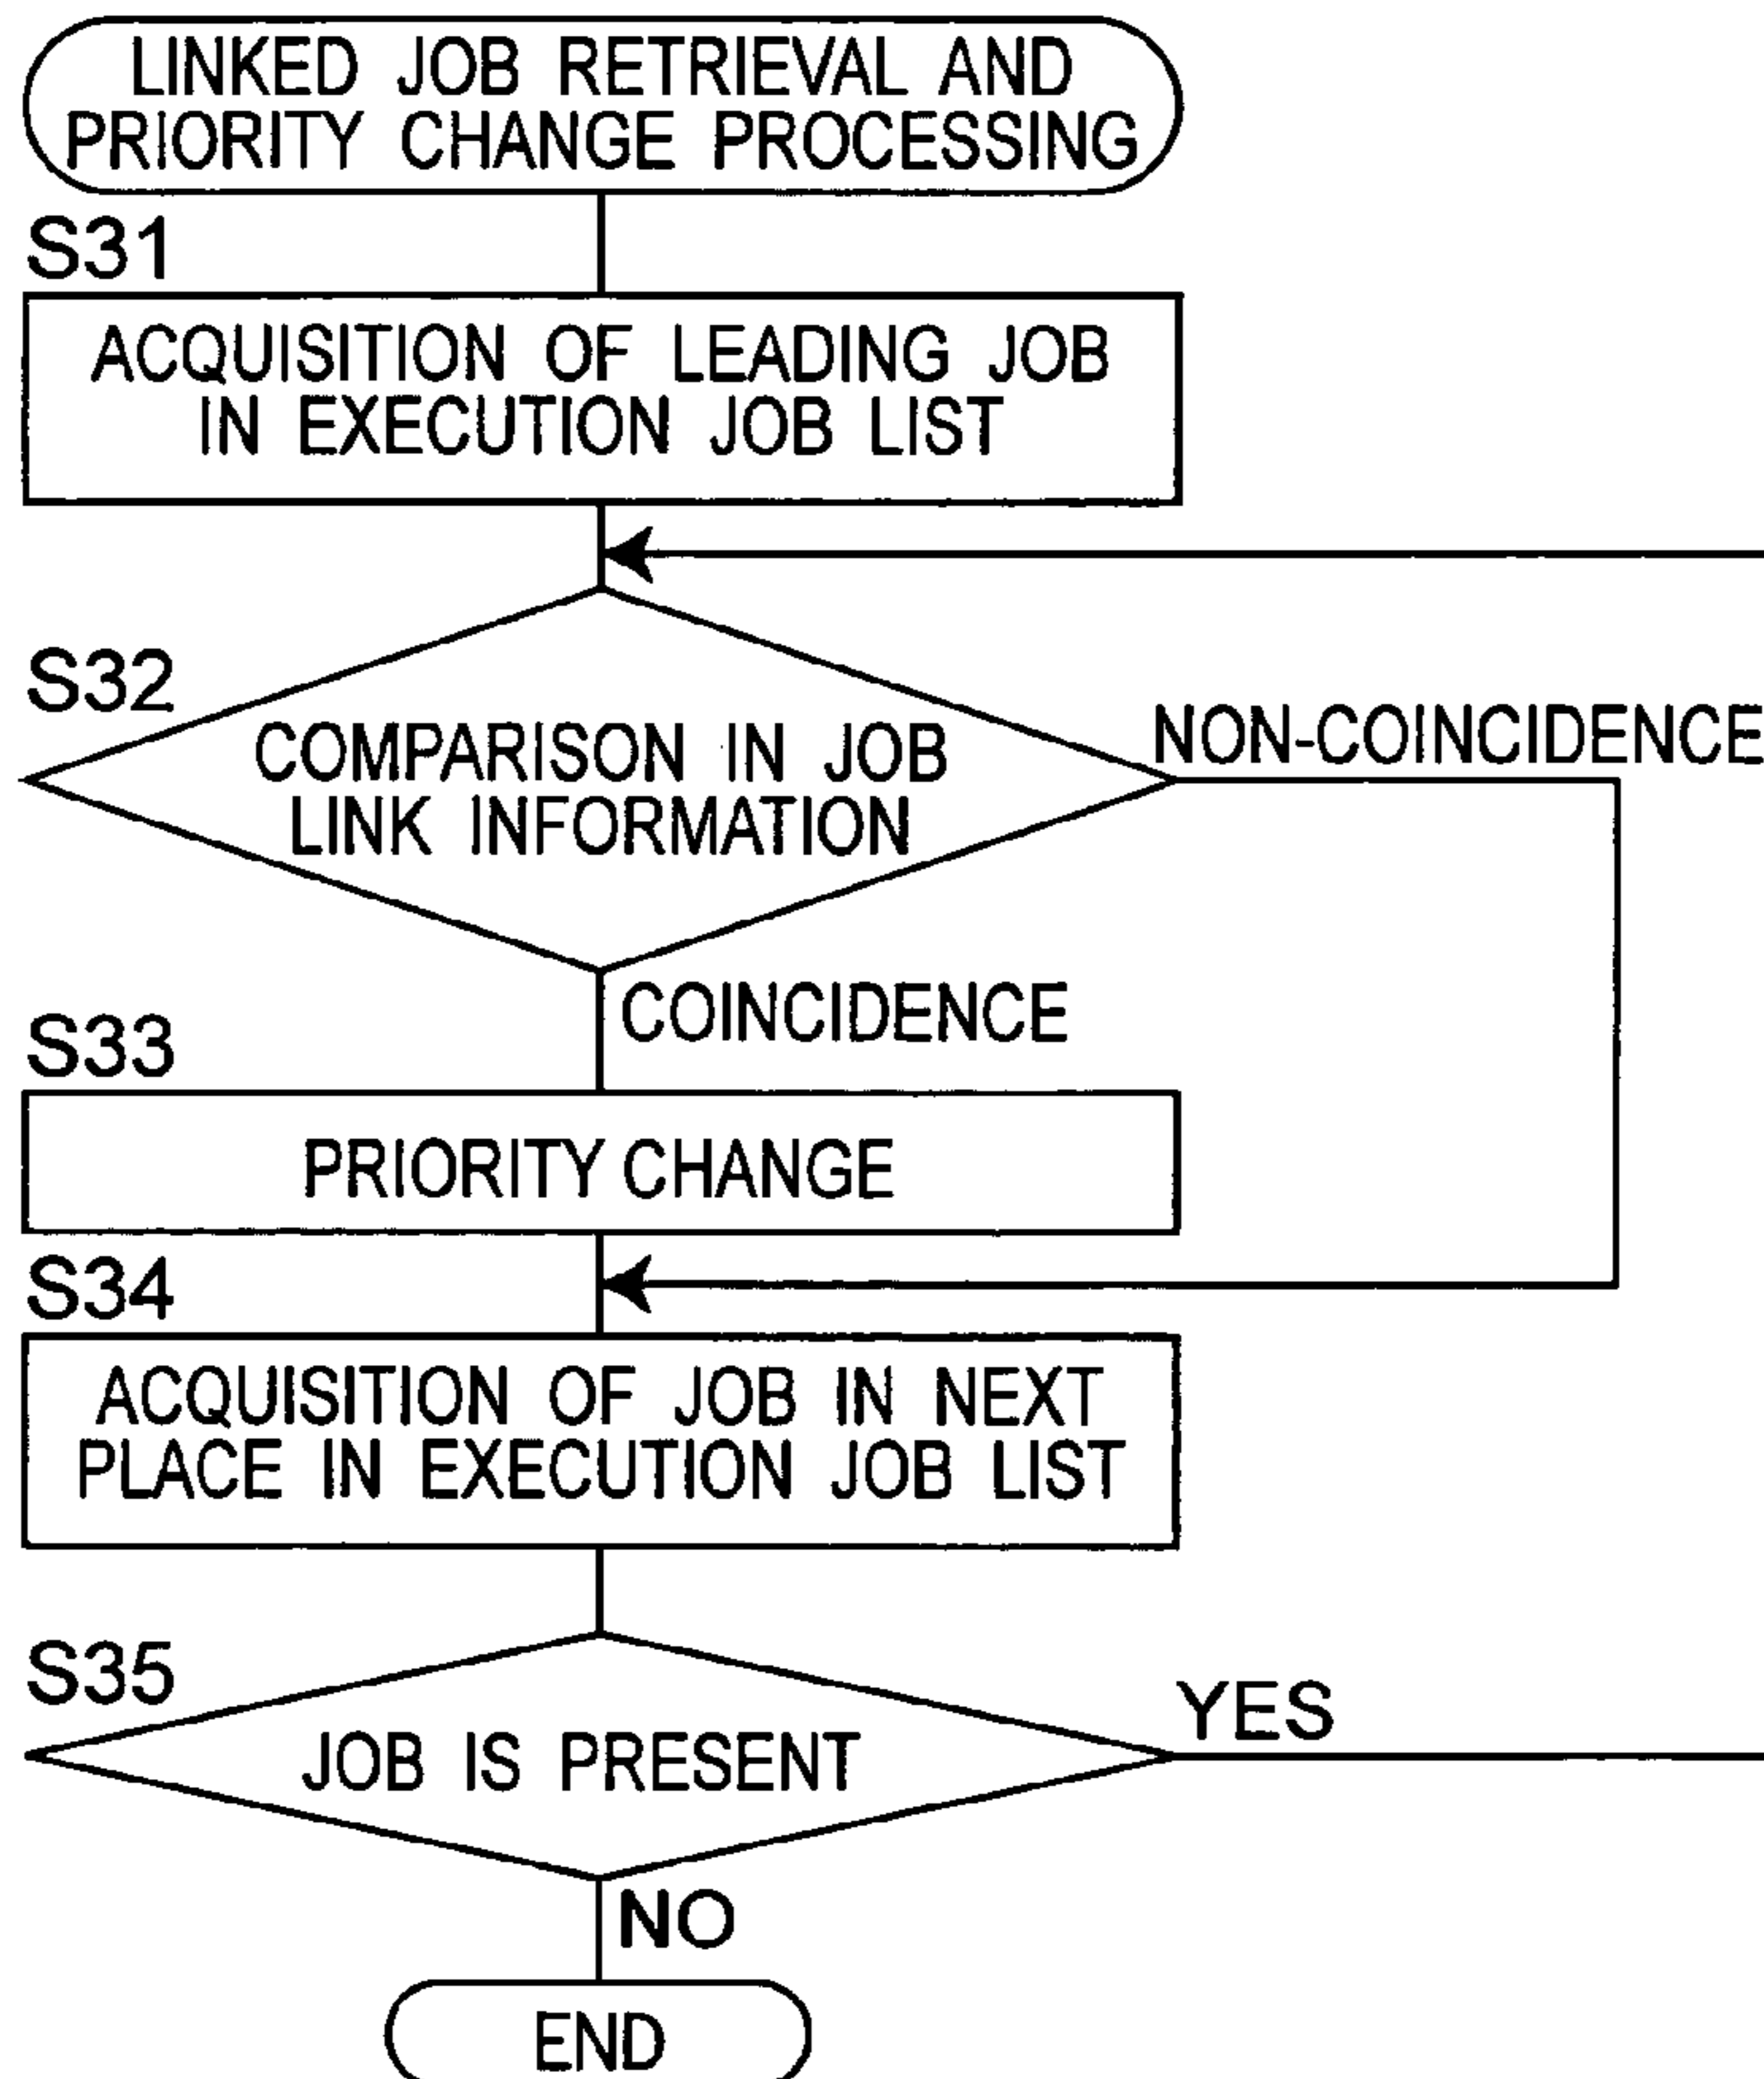 LINKED JOB RETRIEVAL AND
PRIORITY CHANGE PROCESSING
S31
ACQUISITION OF LEADING JOB
IN EXECUTION JOB LIST
S32
COMPARISON IN JOB
LINK INFORMATION
NON-COINCIDENCE
COINCIDENCE
S33
PRIORITY CHANGE
S34
ACQUISITION OF JOB IN NEXT
PLACE IN EXECUTION JOB LIST
S35
JOB IS PRESENT
YES
NO
END